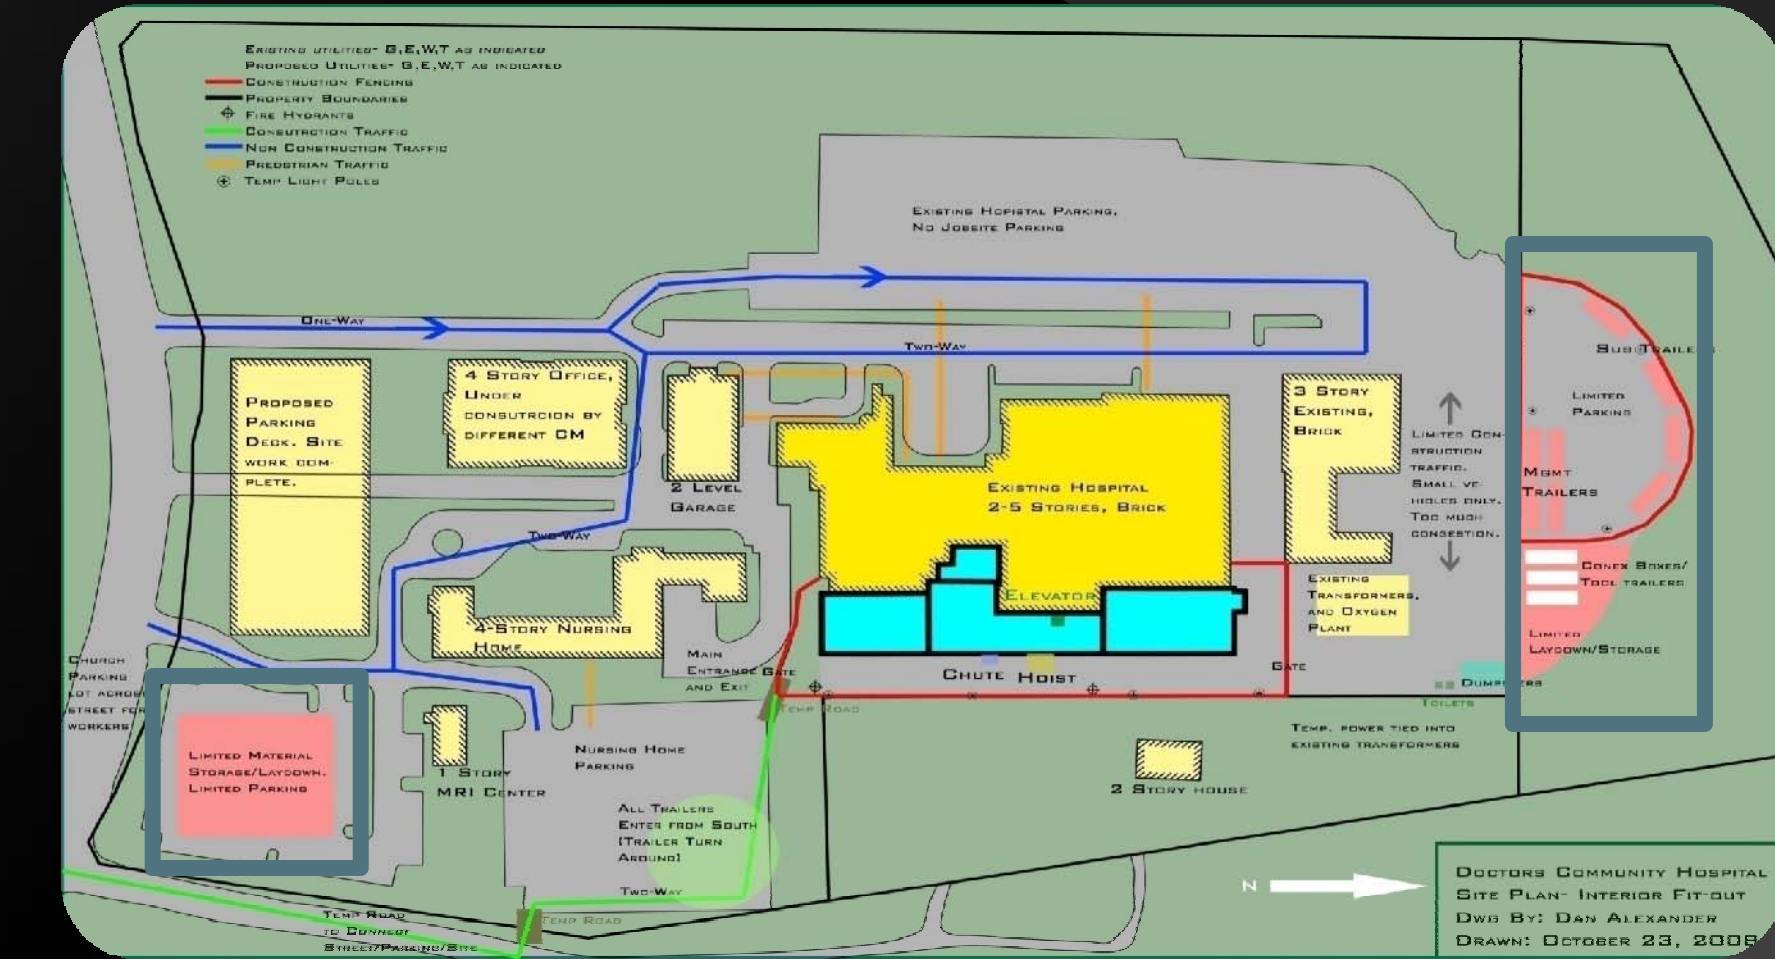 Existing utilities- G,E,W,T as indicated
Proposed Utilities- G,E,W,T as indicated
Construction Fencing
Property Boundaries
Fire Hydrants
Consutrction Traffic
Non Construction Traffic
Predstrian Traffic
Temp Light Poles
Existing Hopistal Parking,
No Jobsite Parking
One-Way
Two-Way
Proposed
Parking
Deck. Site
work com-
plete.
4 Story Office,
Under
consutrcion by
different CM
2 Level
Garage
Existing Hospital
2-5 Stories, Brick
3 Story
Existing,
Brick
Limited Con-
struction
traffic.
Small ve-
hicles only.
Too much
congestion.
Sub Trailers
Limited
Parking
Mgmt
Trailers
Conex Boxes/
Tool trailers
Limited
Laydown/Storage
Dumpsters
Toilets
Two-Way
4-Story Nursing
Home
Main
Entrance Gate
and Exit
Elevator
Chute Hoist
Gate
Existing
Transformers,
and Oxygen
Plant
Temp. power tied into
existing transformers
Temp Road
Church
Parking
lot across
street for
workers
Limited Material
Storage/Laydown.
Limited Parking
1 Story
MRI Center
Nursing Home
Parking
All Trailers
Enter from South
(Trailer Turn
Around)
Two-Way
2 Story house
Temp Road
to Connect
Street/Parking/Site
Temp Road
N
Doctors Community Hospital
Site Plan- Interior Fit-out
Dwg By: Dan Alexander
Drawn: October 23, 2008